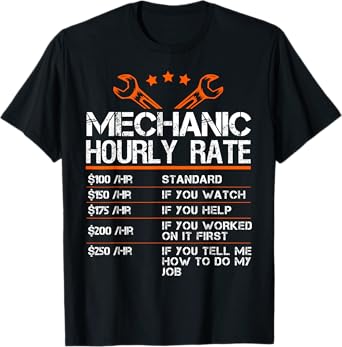 MECHANIC
HOURLY RATE
$100 /HR STANDARD
$150 /HR IF YOU WATCH
$175 /HR IF YOU HELP
$200 /HR IF YOU WORKED
ON IT FIRST
$250 /HR IF YOU TELL ME
HOW TO DO MY
JOB